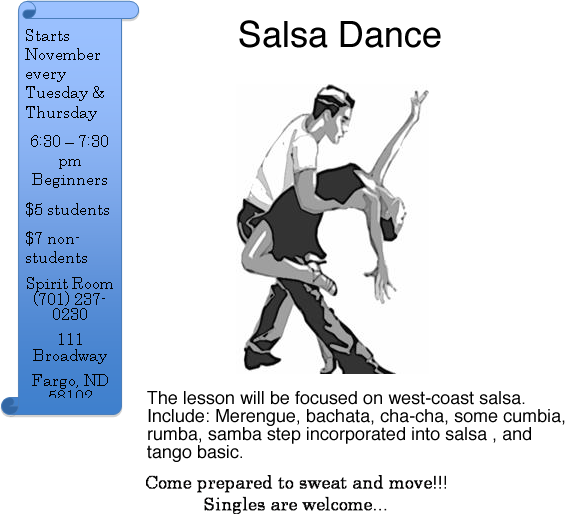 Salsa Dance
Starts
November
every
Tuesday &
Thursday
6:30 – 7:30
pm
Beginners
$5 students
$7 non-
students
Spirit Room
(701) 237-
0230
111
Broadway
Fargo, ND
58102
The lesson will be focused on west-coast salsa.
Include: Merengue, bachata, cha-cha, some cumbia,
rumba, samba step incorporated into salsa , and
tango basic.
Come prepared to sweat and move!!!
Singles are welcome...